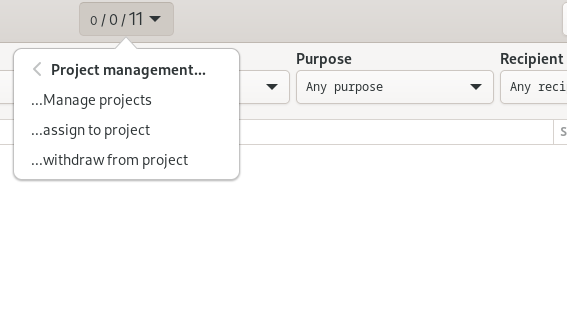 0 / 0 / 11
Project management...
...Manage projects
...assign to project
...withdraw from project
Purpose
Any purpose
Recipient
Any reci
S